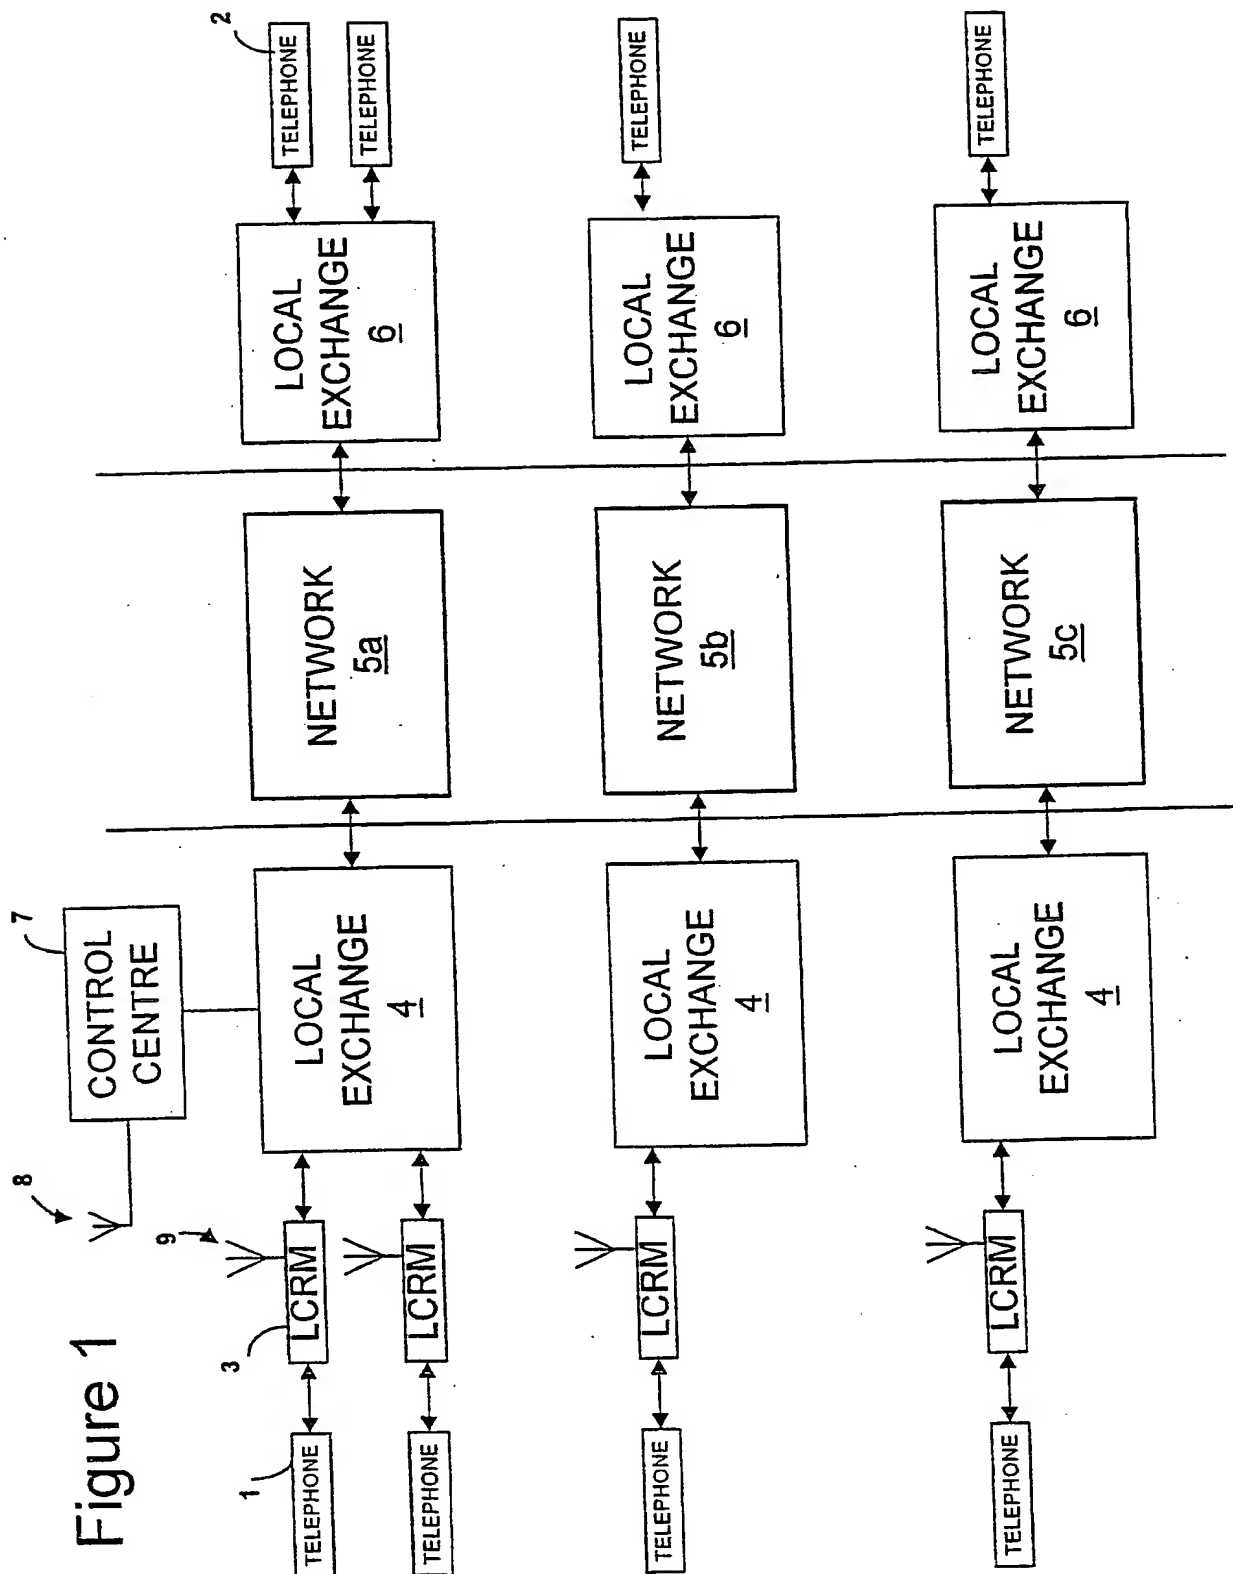 Figure 1
8
7
CONTROL
CENTRE
9
1
TELEPHONE
3
LCRM
LOCAL
EXCHANGE
4
NETWORK
5a
LOCAL
EXCHANGE
6
2
TELEPHONE
TELEPHONE
LCRM
TELEPHONE
TELEPHONE
LCRM
LOCAL
EXCHANGE
4
NETWORK
5b
LOCAL
EXCHANGE
6
TELEPHONE
TELEPHONE
LCRM
LOCAL
EXCHANGE
4
NETWORK
5c
LOCAL
EXCHANGE
6
TELEPHONE